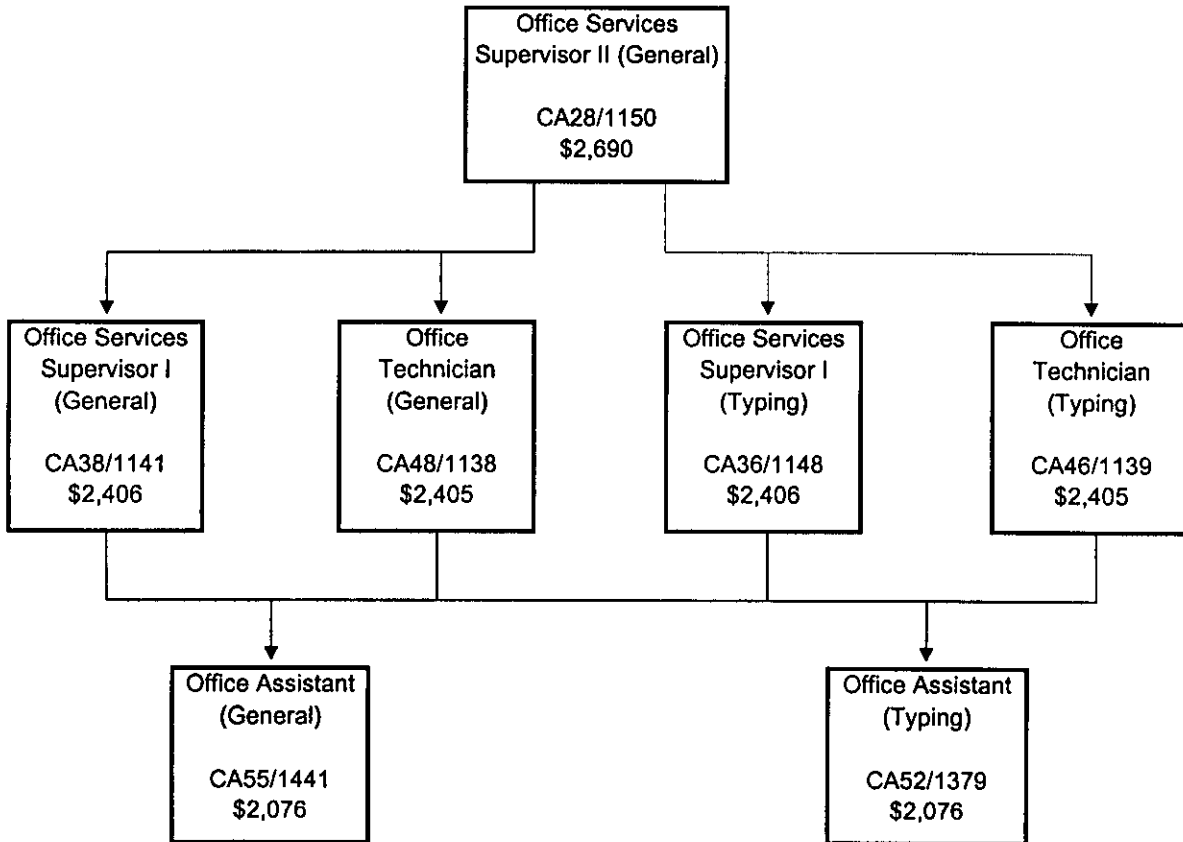 Office Services
Supervisor II (General)
CA28/1150
$2,690
Office Services
Supervisor I
(General)
CA38/1141
$2,406
Office
Technician
(General)
CA48/1138
$2,405
Office Services
Supervisor I
(Typing)
CA36/1148
$2,406
Office
Technician
(Typing)
CA46/1139
$2,405
Office Assistant
(General)
CA55/1441
$2,076
Office Assistant
(Typing)
CA52/1379
$2,076